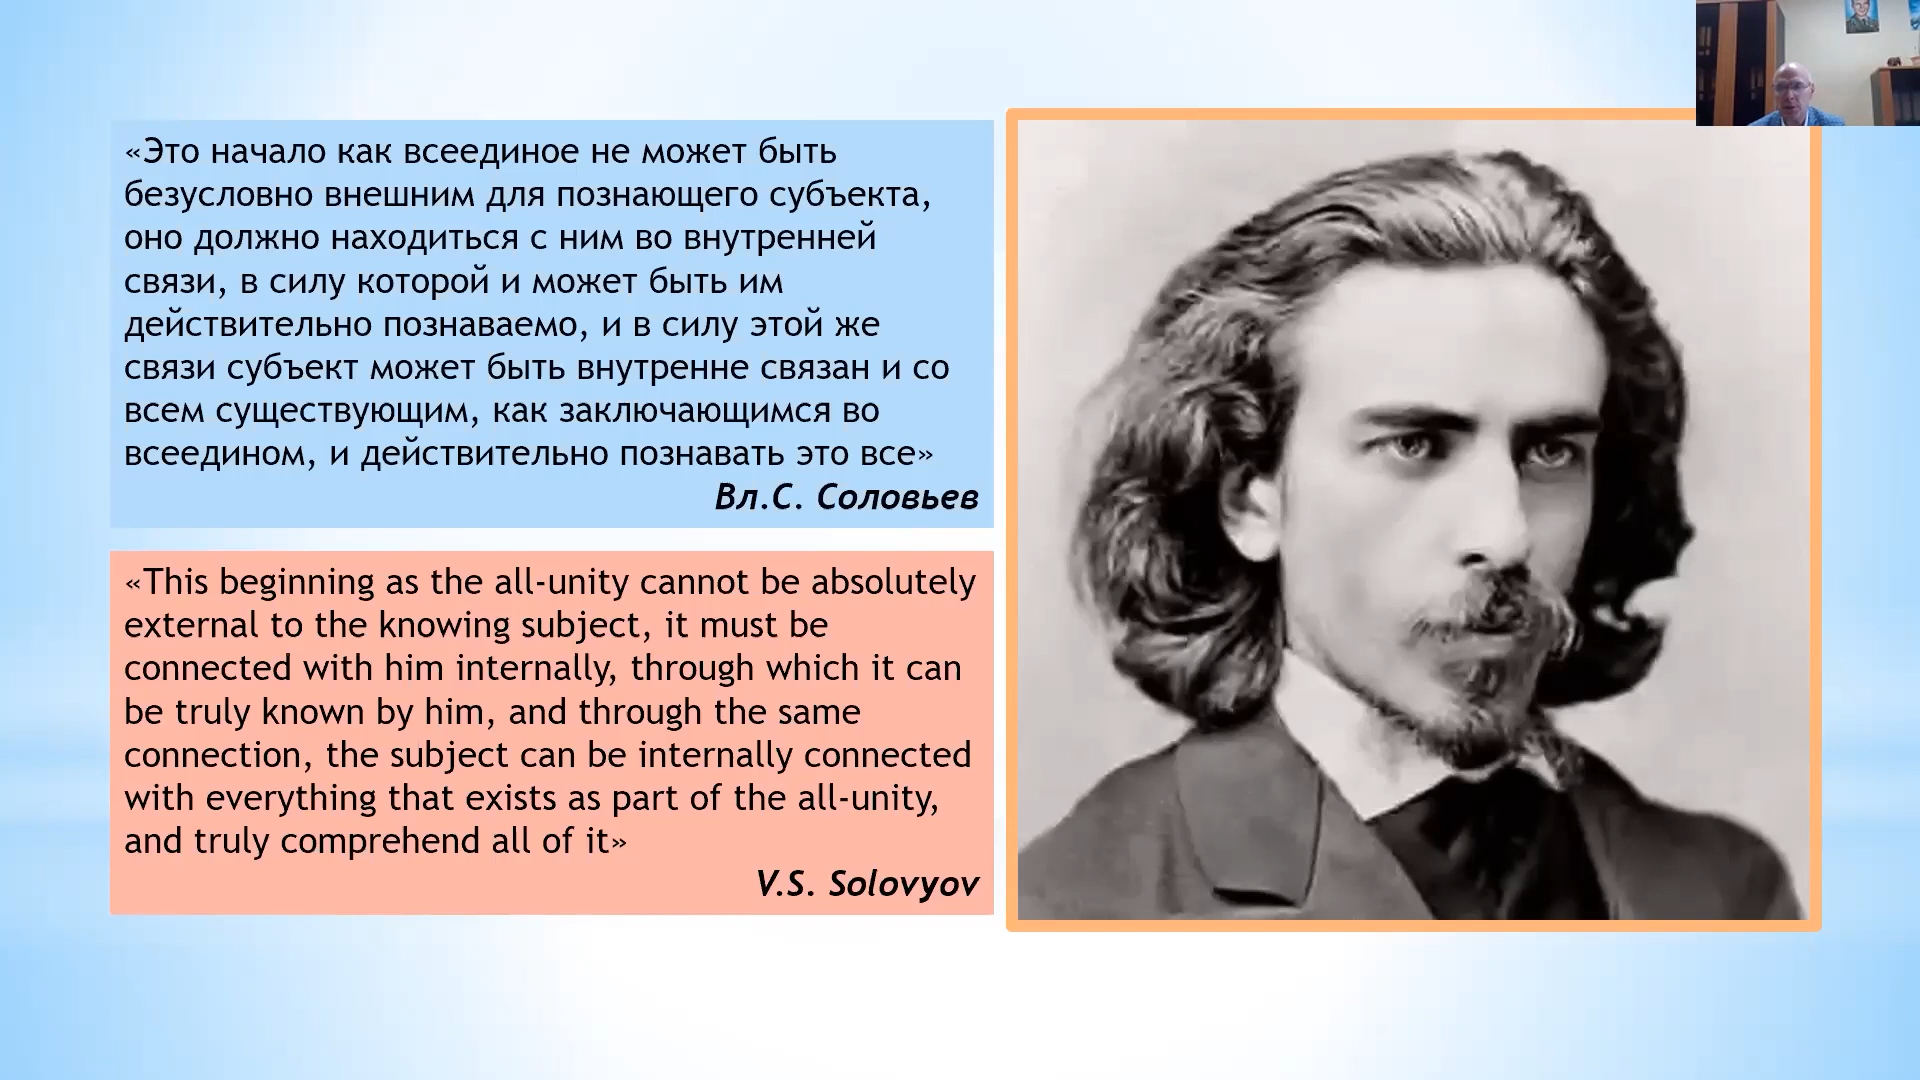 «Это начало как всеединое не может быть
безусловно внешним для познающего субъекта,
оно должно находиться с ним во внутренней
связи, в силу которой и может быть им
действительно познаваемо, и в силу этой же
связи субъект может быть внутренне связан и со
всем существующим, как заключающимся во
всеедином, и действительно познавать это все»
Вл.С. Соловьев
«This beginning as the all-unity cannot be absolutely
external to the knowing subject, it must be
connected with him internally, through which it can
be truly known by him, and through the same
connection, the subject can be internally connected
with everything that exists as part of the all-unity,
and truly comprehend all of it»
V.S. Solovyov